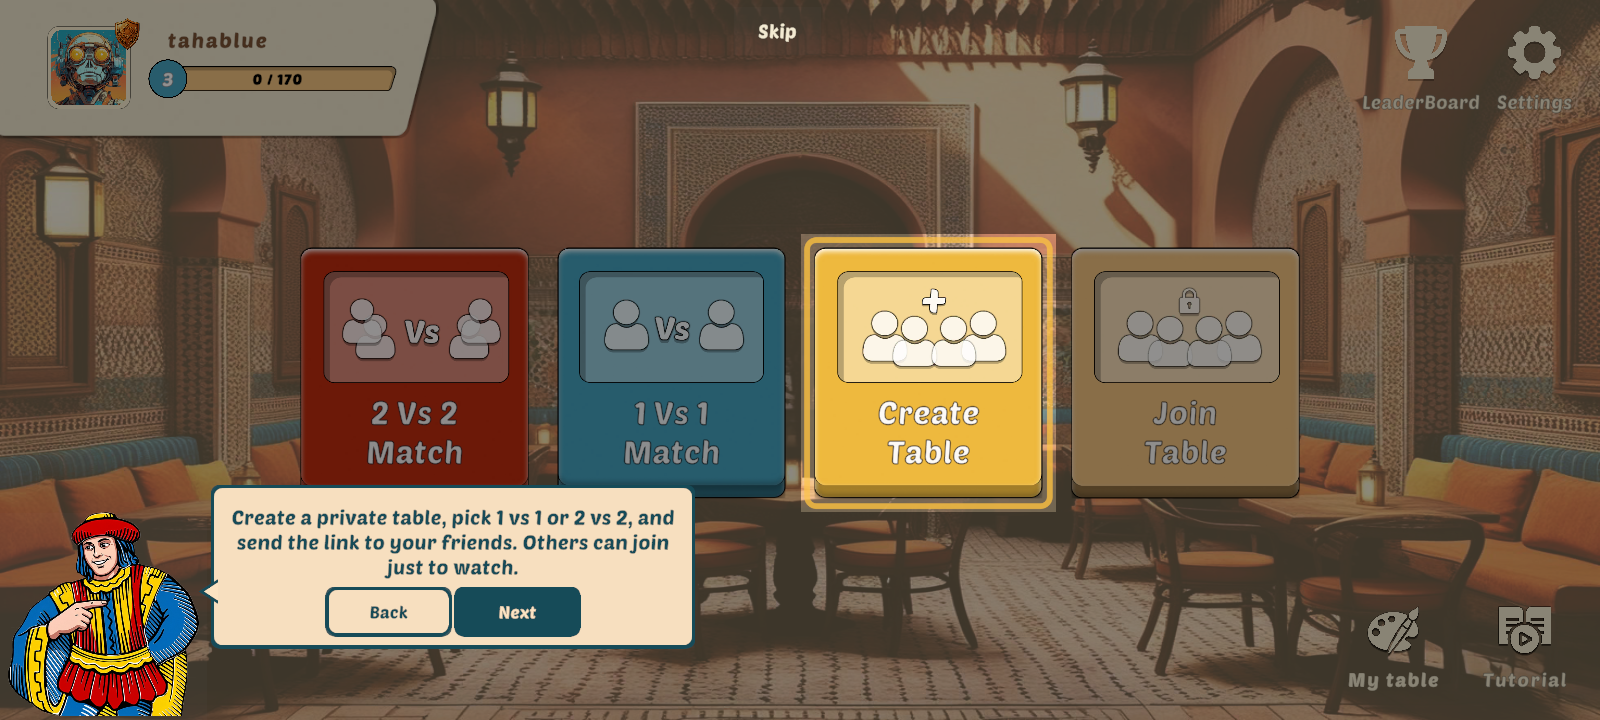 tahablue
3
0 / 170
Skip
LeaderBoard
Settings
Vs
2 Vs 2
Match
Vs
1 Vs 1
Match
Create
Table
Join
Table
Create a private table, pick 1 vs 1 or 2 vs 2, and
send the link to your friends. Others can join
just to watch.
Back
Next
My table
Tutorial